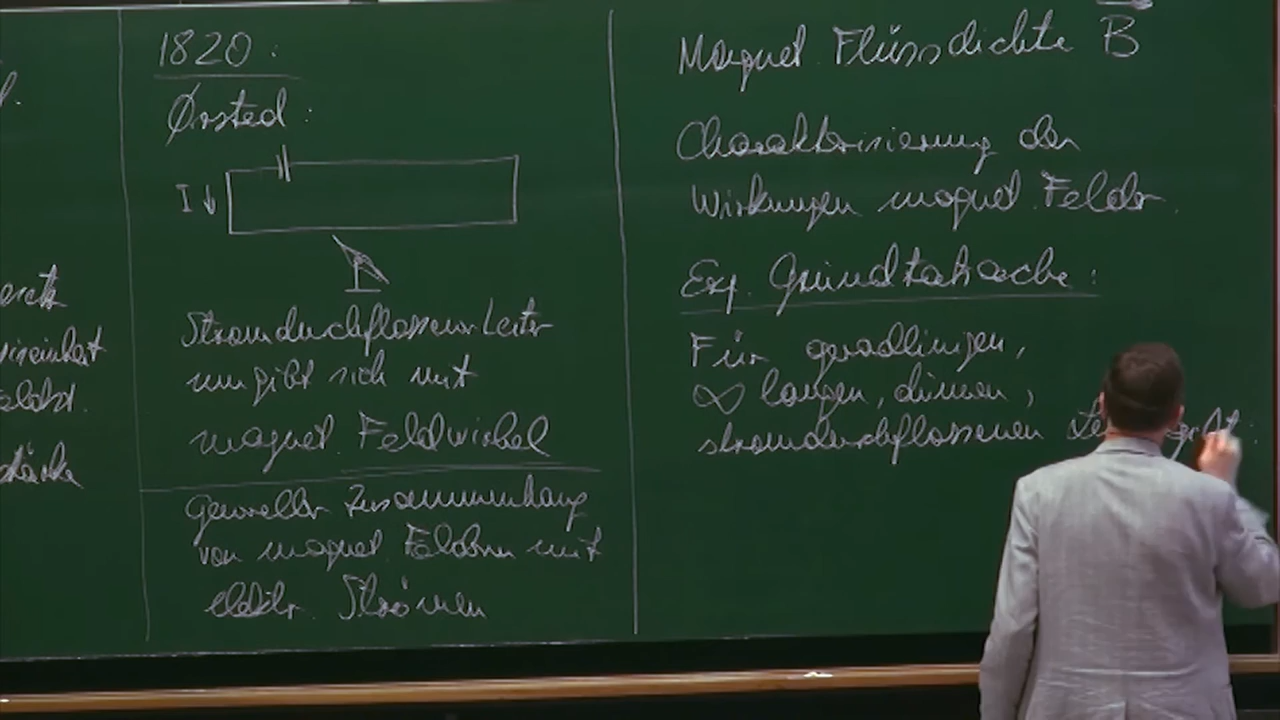 1820:
Ørsted:
I
Stromdurchflossener Leiter
umgibt sich mit
magnet. Feldwirbel
Genereller Zusammenhang
von magnet Feldern mit
elektr. Strömen
Magnet. Flussdichte B
Charakterisierung der
Wirkungen magnet. Felder.
Exp. Grundtatsache:
Für geradlinigen,
∞ langen, dünnen,
stromdurchflossenen